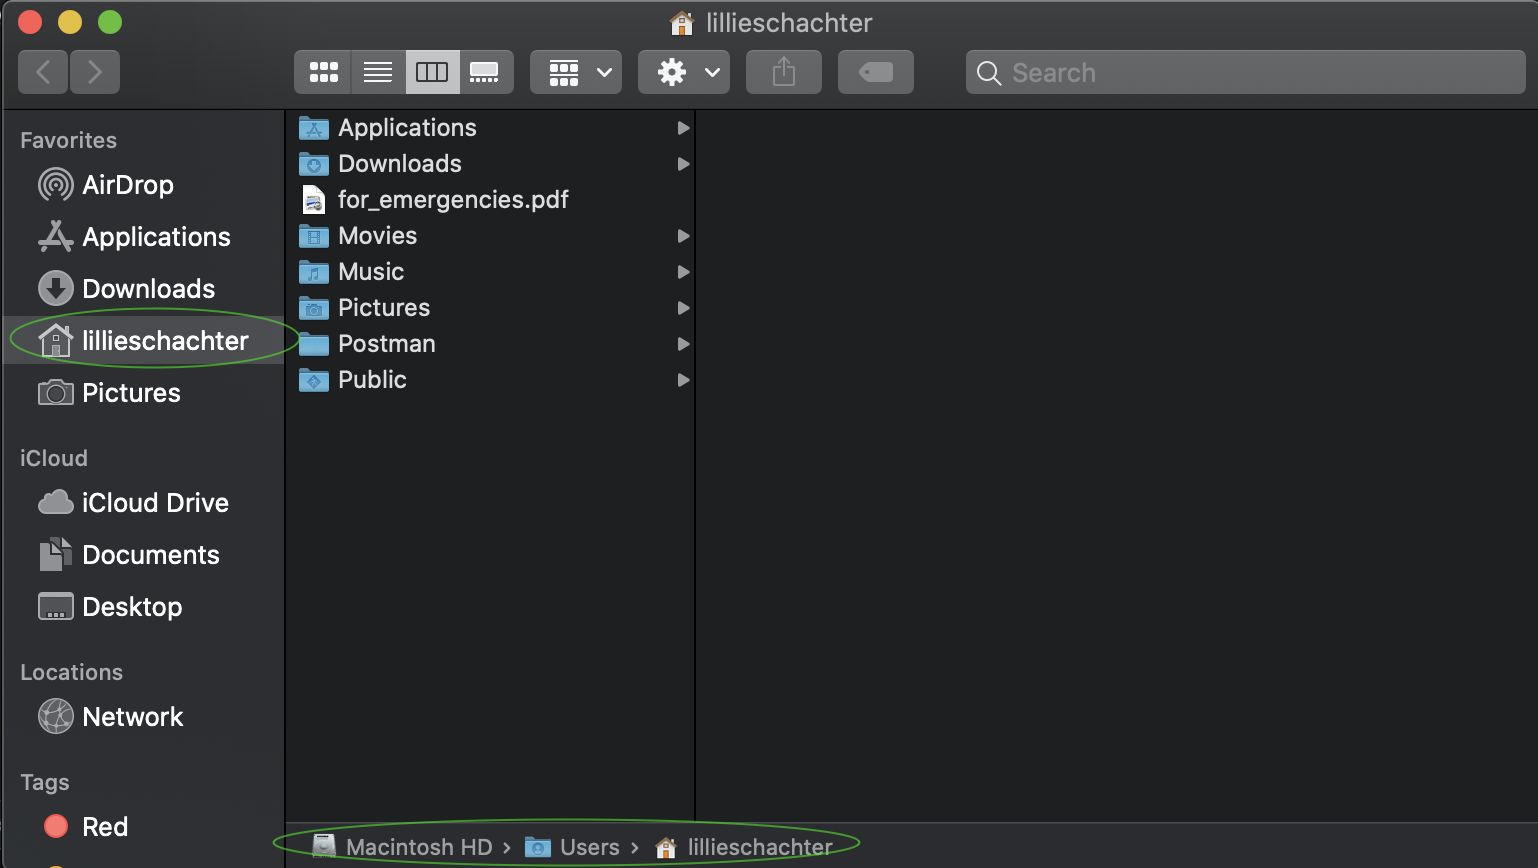 lillieschachter
Search
Favorites
AirDrop
Applications
Downloads
lillieschachter
Pictures
iCloud
iCloud Drive
Documents
Desktop
Locations
Network
Tags
Red
Applications
Downloads
for_emergencies.pdf
Movies
Music
Pictures
Postman
Public
Macintosh HD › Users › lillieschachter